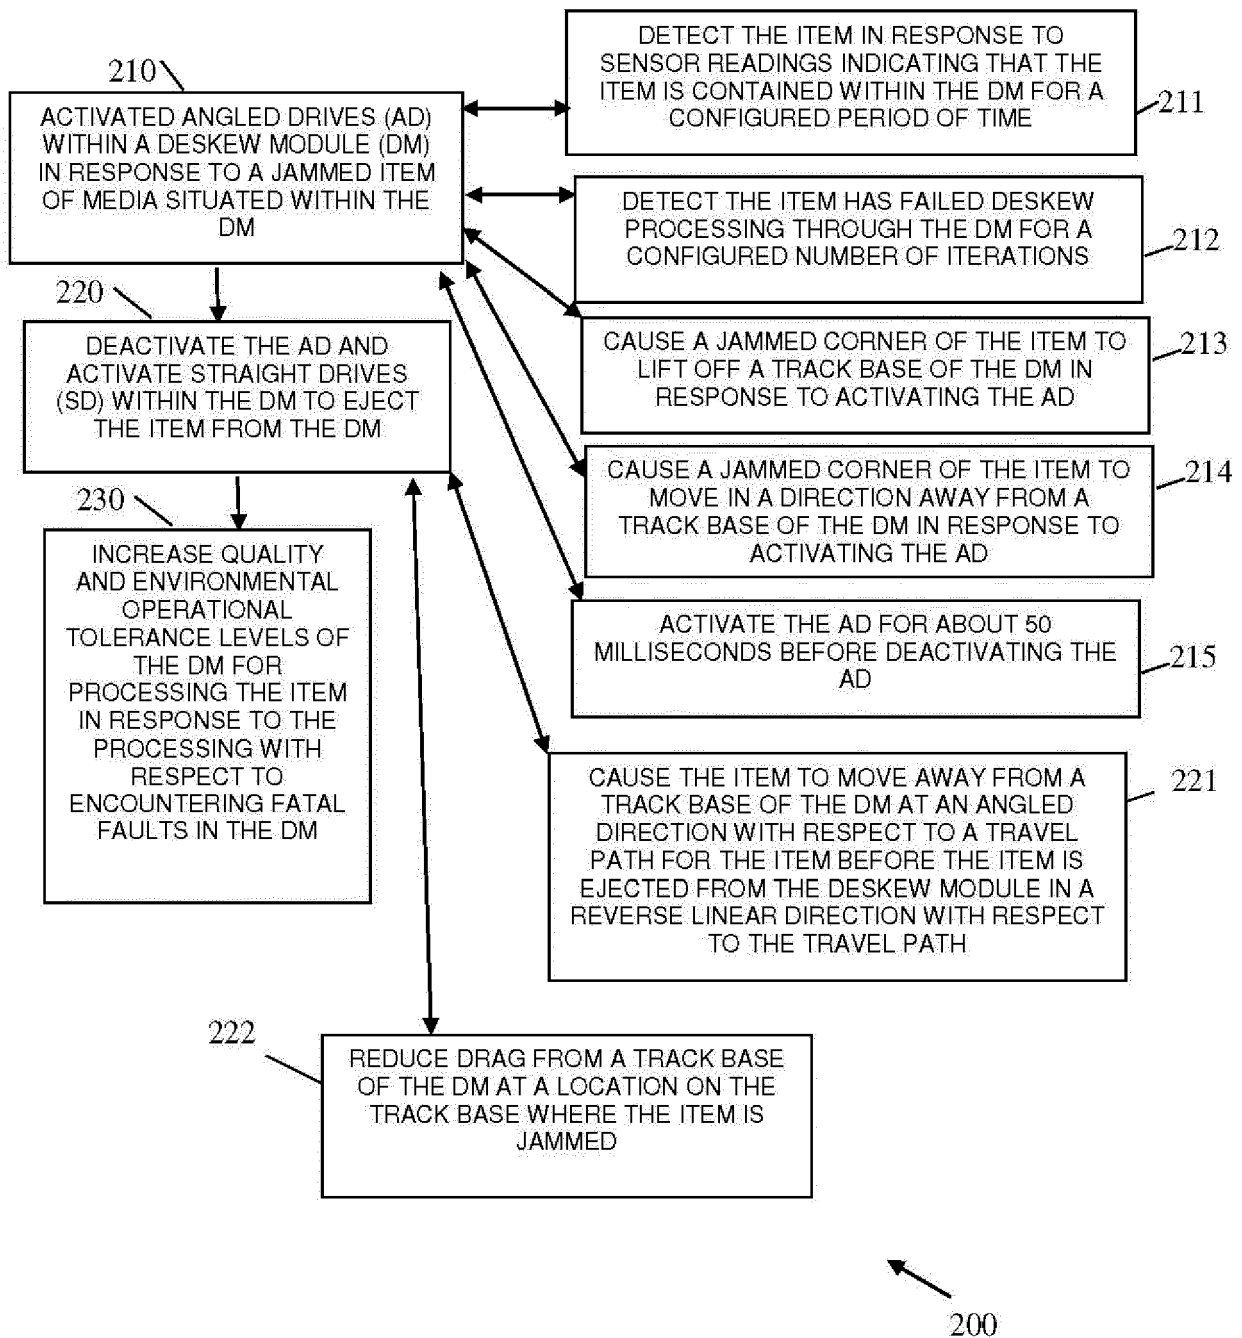 210
ACTIVATED ANGLED DRIVES (AD)
WITHIN A DESKEW MODULE (DM)
IN RESPONSE TO A JAMMED ITEM
OF MEDIA SITUATED WITHIN THE
DM
DETECT THE ITEM IN RESPONSE TO
SENSOR READINGS INDICATING THAT THE
ITEM IS CONTAINED WITHIN THE DM FOR A
CONFIGURED PERIOD OF TIME
211
DETECT THE ITEM HAS FAILED DESKEW
PROCESSING THROUGH THE DM FOR A
CONFIGURED NUMBER OF ITERATIONS
212
CAUSE A JAMMED CORNER OF THE ITEM TO
LIFT OFF A TRACK BASE OF THE DM IN
RESPONSE TO ACTIVATING THE AD
213
CAUSE A JAMMED CORNER OF THE ITEM TO
MOVE IN A DIRECTION AWAY FROM A
TRACK BASE OF THE DM IN RESPONSE TO
ACTIVATING THE AD
214
ACTIVATE THE AD FOR ABOUT 50
MILLISECONDS BEFORE DEACTIVATING THE
AD
215
220
DEACTIVATE THE AD AND
ACTIVATE STRAIGHT DRIVES
(SD) WITHIN THE DM TO EJECT
THE ITEM FROM THE DM
CAUSE THE ITEM TO MOVE AWAY FROM A
TRACK BASE OF THE DM AT AN ANGLED
DIRECTION WITH RESPECT TO A TRAVEL
PATH FOR THE ITEM BEFORE THE ITEM IS
EJECTED FROM THE DESKEW MODULE IN A
REVERSE LINEAR DIRECTION WITH RESPECT
TO THE TRAVEL PATH
221
230
INCREASE QUALITY
AND ENVIRONMENTAL
OPERATIONAL
TOLERANCE LEVELS OF
THE DM FOR
PROCESSING THE ITEM
IN RESPONSE TO THE
PROCESSING WITH
RESPECT TO
ENCOUNTERING FATAL
FAULTS IN THE DM
222
REDUCE DRAG FROM A TRACK BASE
OF THE DM AT A LOCATION ON THE
TRACK BASE WHERE THE ITEM IS
JAMMED
200